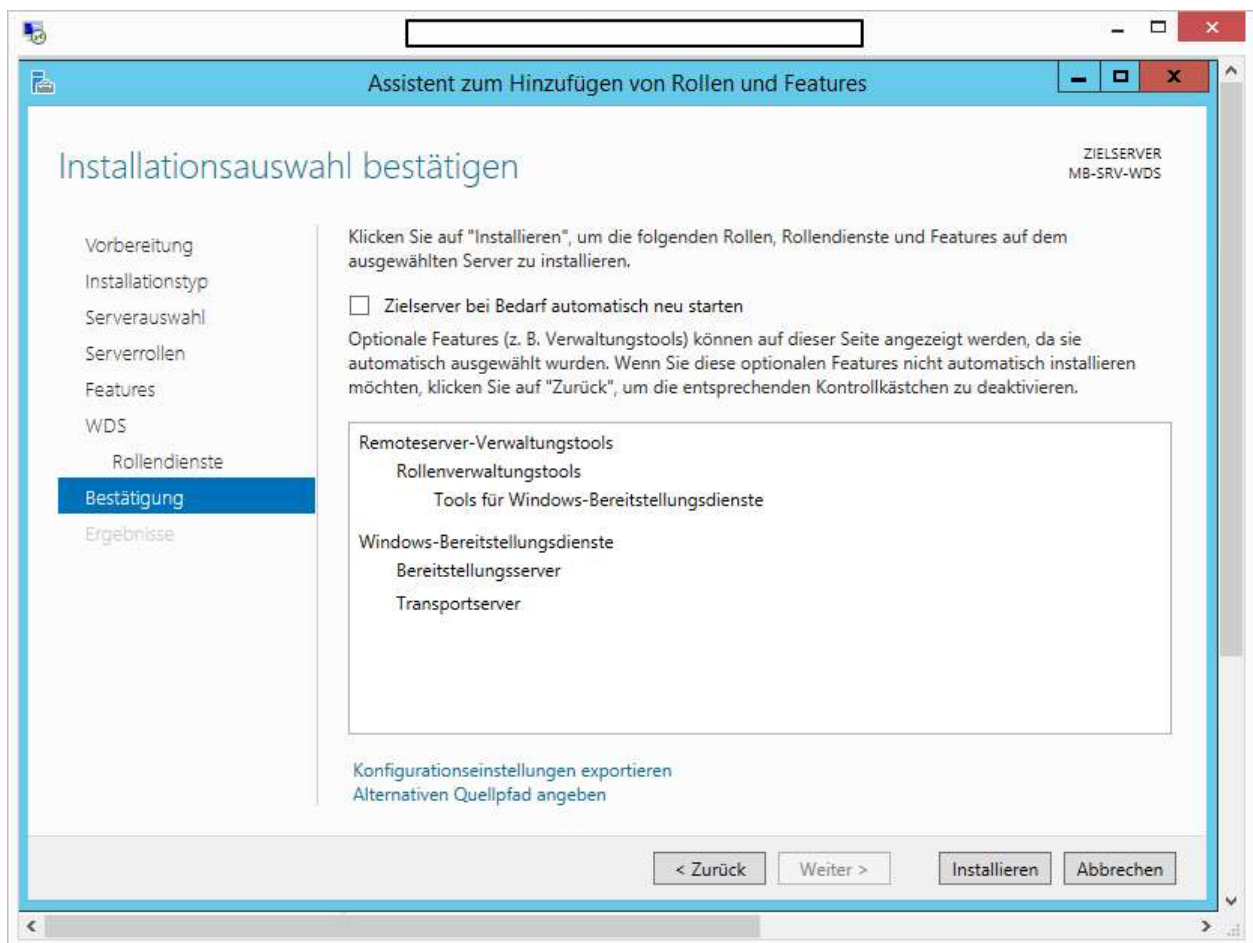 Assistent zum Hinzufügen von Rollen und Features
Installationsauswahl bestätigen
ZIELSERVER
MB-SRV-WDS
Vorbereitung
Installationstyp
Serverauswahl
Serverrollen
Features
WDS
Rollendienste
Bestätigung
Ergebnisse
Klicken Sie auf "Installieren", um die folgenden Rollen, Rollendienste und Features auf dem
ausgewählten Server zu installieren.
Zielserver bei Bedarf automatisch neu starten
Optionale Features (z. B. Verwaltungstools) können auf dieser Seite angezeigt werden, da sie
automatisch ausgewählt wurden. Wenn Sie diese optionalen Features nicht automatisch installieren
möchten, klicken Sie auf "Zurück", um die entsprechenden Kontrollkästchen zu deaktivieren.
Remoteserver-Verwaltungstools
Rollenverwaltungstools
Tools für Windows-Bereitstellungsdienste
Windows-Bereitstellungsdienste
Bereitstellungsserver
Transportserver
Konfigurationseinstellungen exportieren
Alternativen Quellpfad angeben
< Zurück
Weiter >
Installieren
Abbrechen